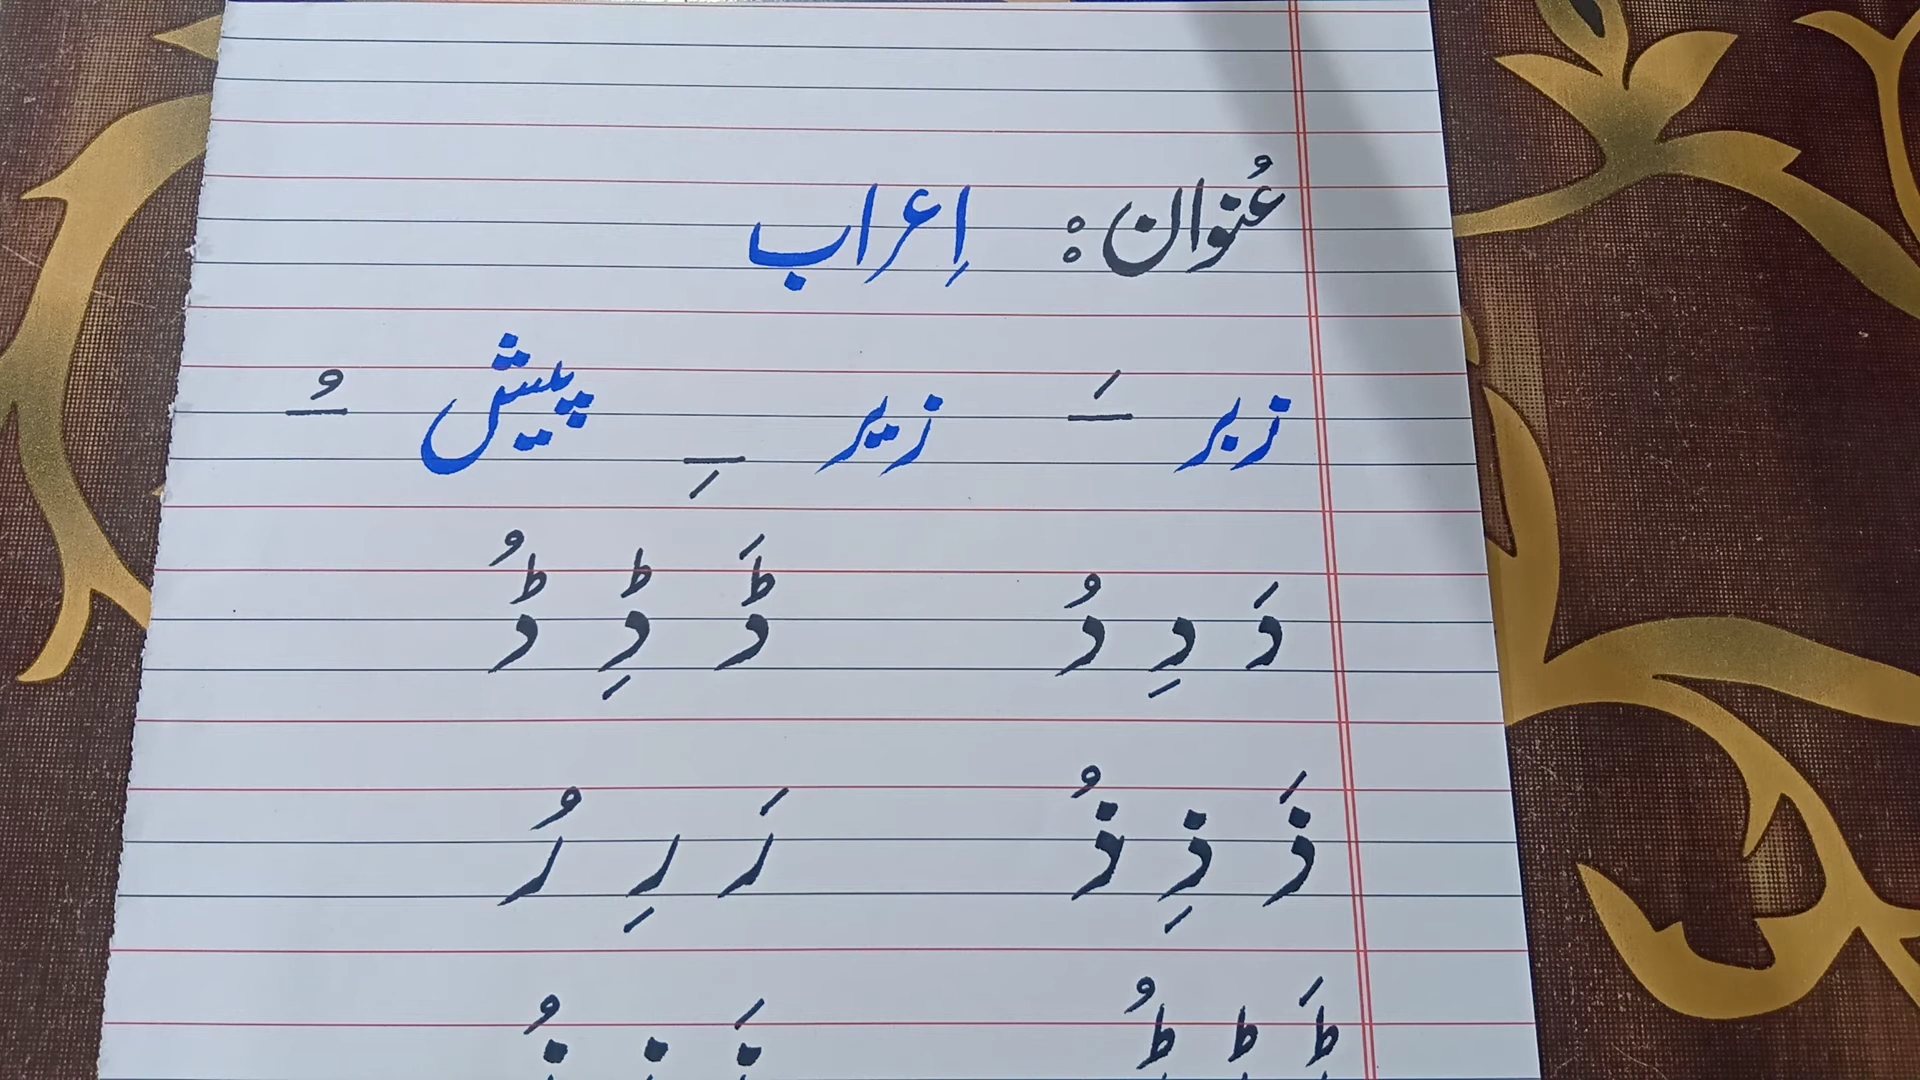 عُنوان: اِعراب
زبر ـَ زیر ـِ پیش ـُ
دَ دِ دُ ڈَ ڈِ ڈُ
ذَ ذِ ذُ رَ رِ رُ